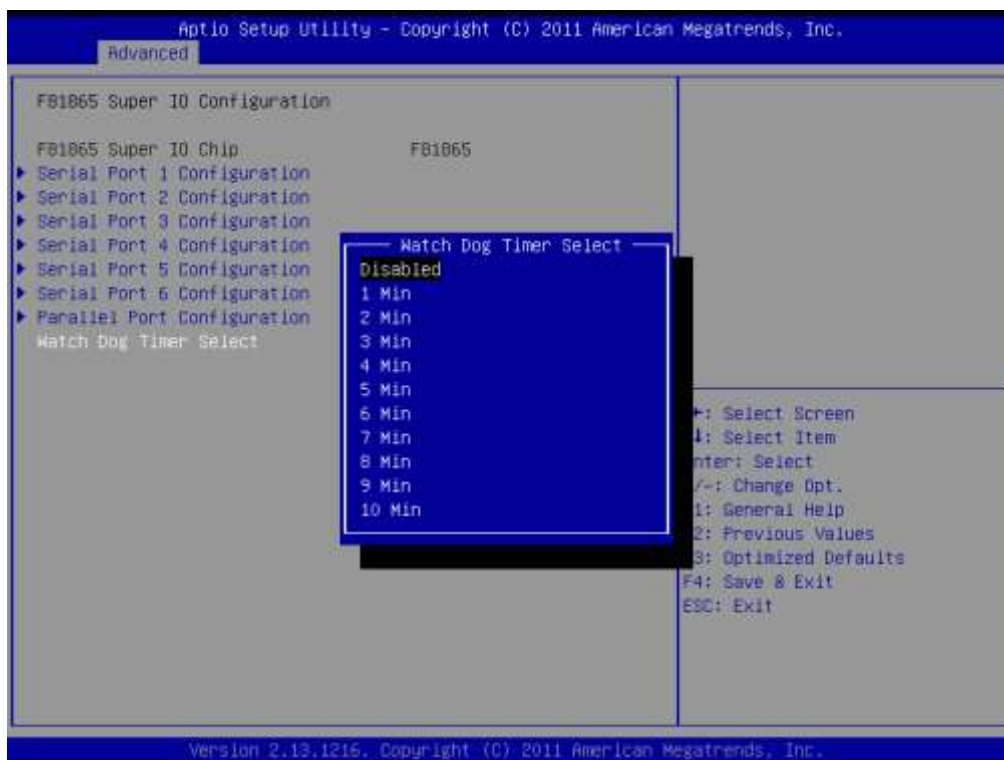 Aptio Setup Utility - Copyright (C) 2011 American Megatrends, Inc.
Advanced
F81865 Super IO Configuration
F81865 Super IO Chip F81865
Serial Port 1 Configuration
Serial Port 2 Configuration
Serial Port 3 Configuration
Serial Port 4 Configuration
Serial Port 5 Configuration
Serial Port 6 Configuration
Parallel Port Configuration
Watch Dog Timer Select
Watch Dog Timer Select
Disabled
1 Min
2 Min
3 Min
4 Min
5 Min
6 Min
7 Min
8 Min
9 Min
10 Min
: Select Screen
: Select Item
nter: Select
/-: Change Opt.
1: General Help
2: Previous Values
3: Optimized Defaults
F4: Save & Exit
ESC: Exit
Version 2.13.1216. Copyright (C) 2011 American Megatrends, Inc.